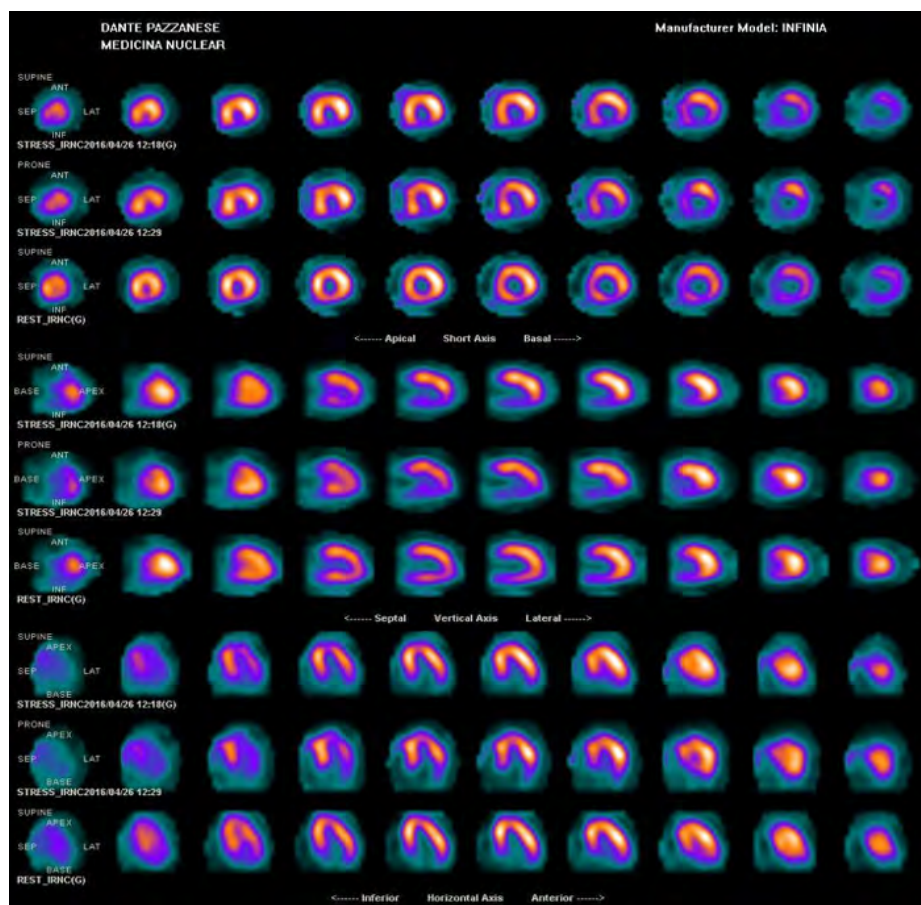 DANTE PAZZANESE
MEDICINA NUCLEAR
Manufacturer Model: INFINIA
SUPINE
ANT
SEP LAT
INF
STRESS_IRNC2016/04/26 12:18(G)
PRONE
ANT
SEP LAT
INF
STRESS_IRNC2016/04/26 12:29
SUPINE
ANT
SEP LAT
INF
REST_IRNC(G)
<------ Apical Short Axis Basal ----->
SUPINE
ANT
BASE APEX
INF
STRESS_IRNC2016/04/26 12:18(G)
PRONE
ANT
BASE APEX
INF
STRESS_IRNC2016/04/26 12:29
SUPINE
ANT
BASE APEX
INF
REST_IRNC(G)
<------ Septal Vertical Axis Lateral ----->
SUPINE
APEX
SEP LAT
BASE
STRESS_IRNC2016/04/26 12:18(G)
PRONE
APEX
SEP LAT
BASE
STRESS_IRNC2016/04/26 12:29
SUPINE
APEX
SEP LAT
BASE
REST_IRNC(G)
<------ Inferior Horizontal Axis Anterior ----->